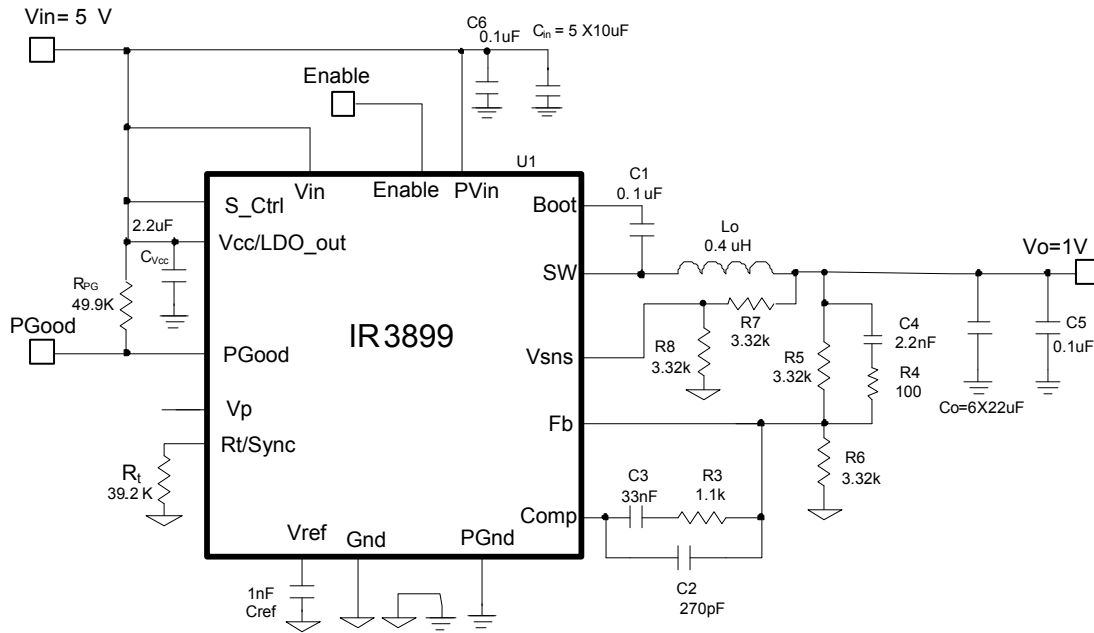 Vin= 5 V
C6
0.1uF
Cin = 5 X10uF
Enable
U1
Vin
Enable
PVin
C1
0.1uF
Boot
S_Ctrl
2.2uF
Vcc/LDO_out
CVcc
Lo
0.4 uH
Vo=1V
SW
RPG
49.9K
PGood
IR3899
R7
3.32k
C4
2.2nF
C5
0.1uF
PGood
Vsns
R8
3.32k
R5
3.32k
R4
100
Co=6X22uF
Vp
Fb
Rt/Sync
Rt
39.2 K
R6
3.32k
C3
33nF
R3
1.1k
Comp
Vref
Gnd
PGnd
1nF
Cref
C2
270pF